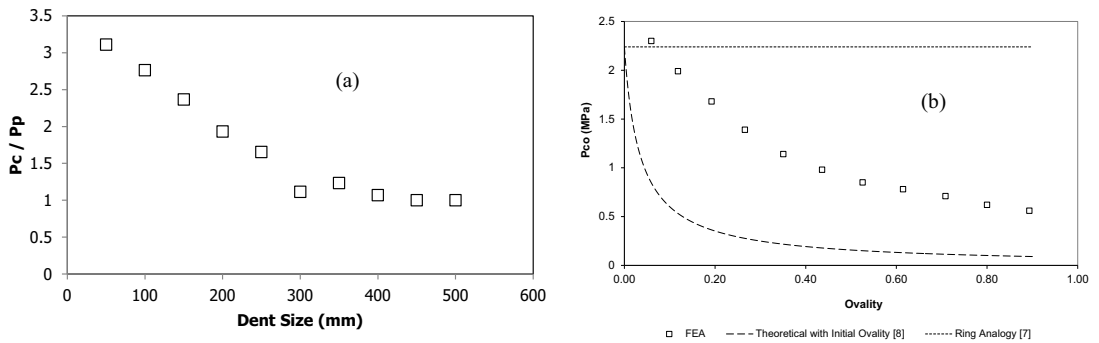 3.5
3
2.5
2
1.5
1
0.5
0
Pc / Pp
(a)
0 100 200 300 400 500 600
Dent Size (mm)
2.5
2
1.5
1
0.5
0
Pco (MPa)
(b)
0.00 0.20 0.40 0.60 0.80 1.00
Ovality
FEA Theoretical with Initial Ovality [8] Ring Analogy [7]